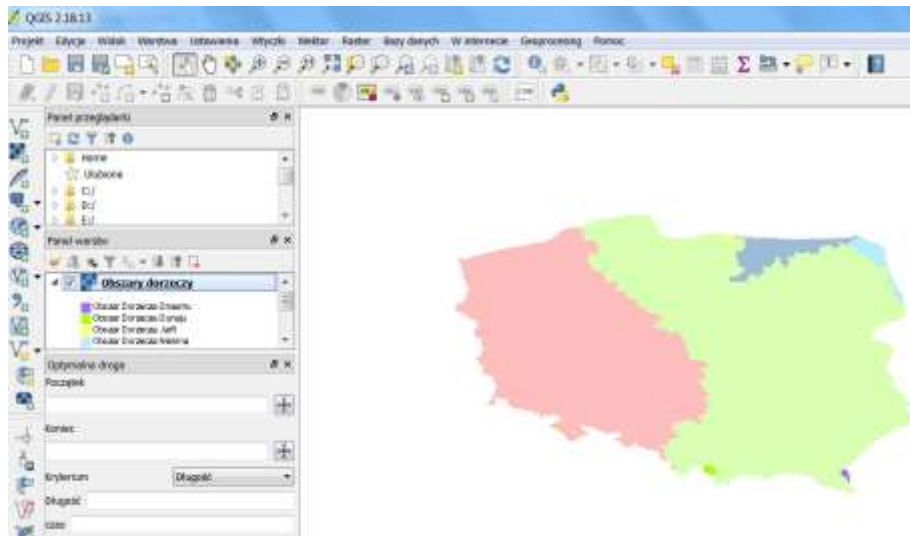 QGIS 2.18.13
Projekt Edycja Widok Warstwa Ustawienia Wtyczki Wektor Raster Bazy danych W internecie Geoprocessing Pomoc
Panel przeglądarki
Home
Ulubione
C:/
D:/
E:/
Panel warstw
Obszary dorzeczy
Obszar Dorzecza Dniestru
Obszar Dorzecza Dunaju
Obszar Dorzecza Jarft
Obszar Dorzecza Niemna
Optymalna droga
Początek
Koniec
Kryterium
Długość
Długość
czas